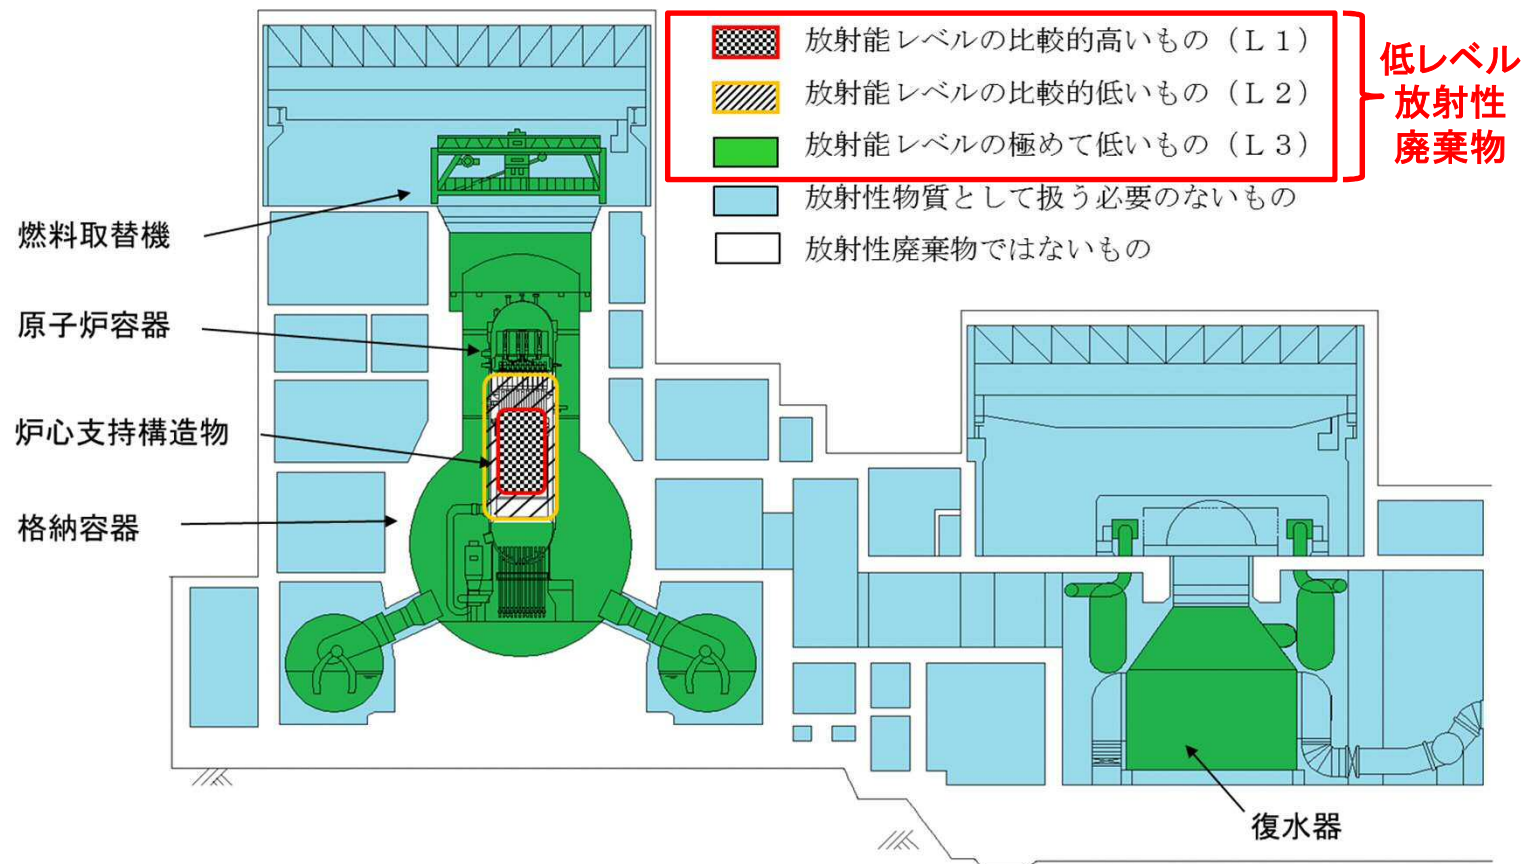 放射能レベルの比較的高いもの（Ｌ１）
放射能レベルの比較的低いもの（Ｌ２）
放射能レベルの極めて低いもの（Ｌ３）
放射性物質として扱う必要のないもの
放射性廃棄物ではないもの
低レベル
放射性
廃棄物
燃料取替機
原子炉容器
炉心支持構造物
格納容器
復水器